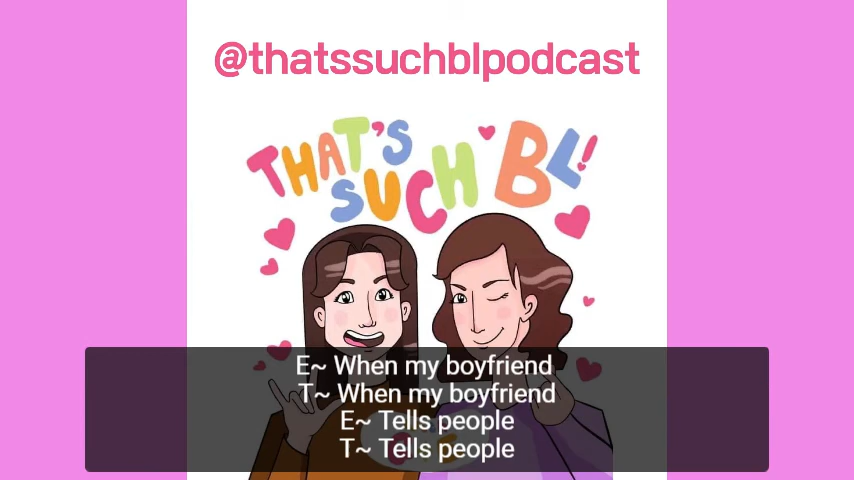 @thatssuchblpodcast
THAT'S
SUCH BL!
E~ When my boyfriend
T~ When my boyfriend
E~ Tells people
T~ Tells people